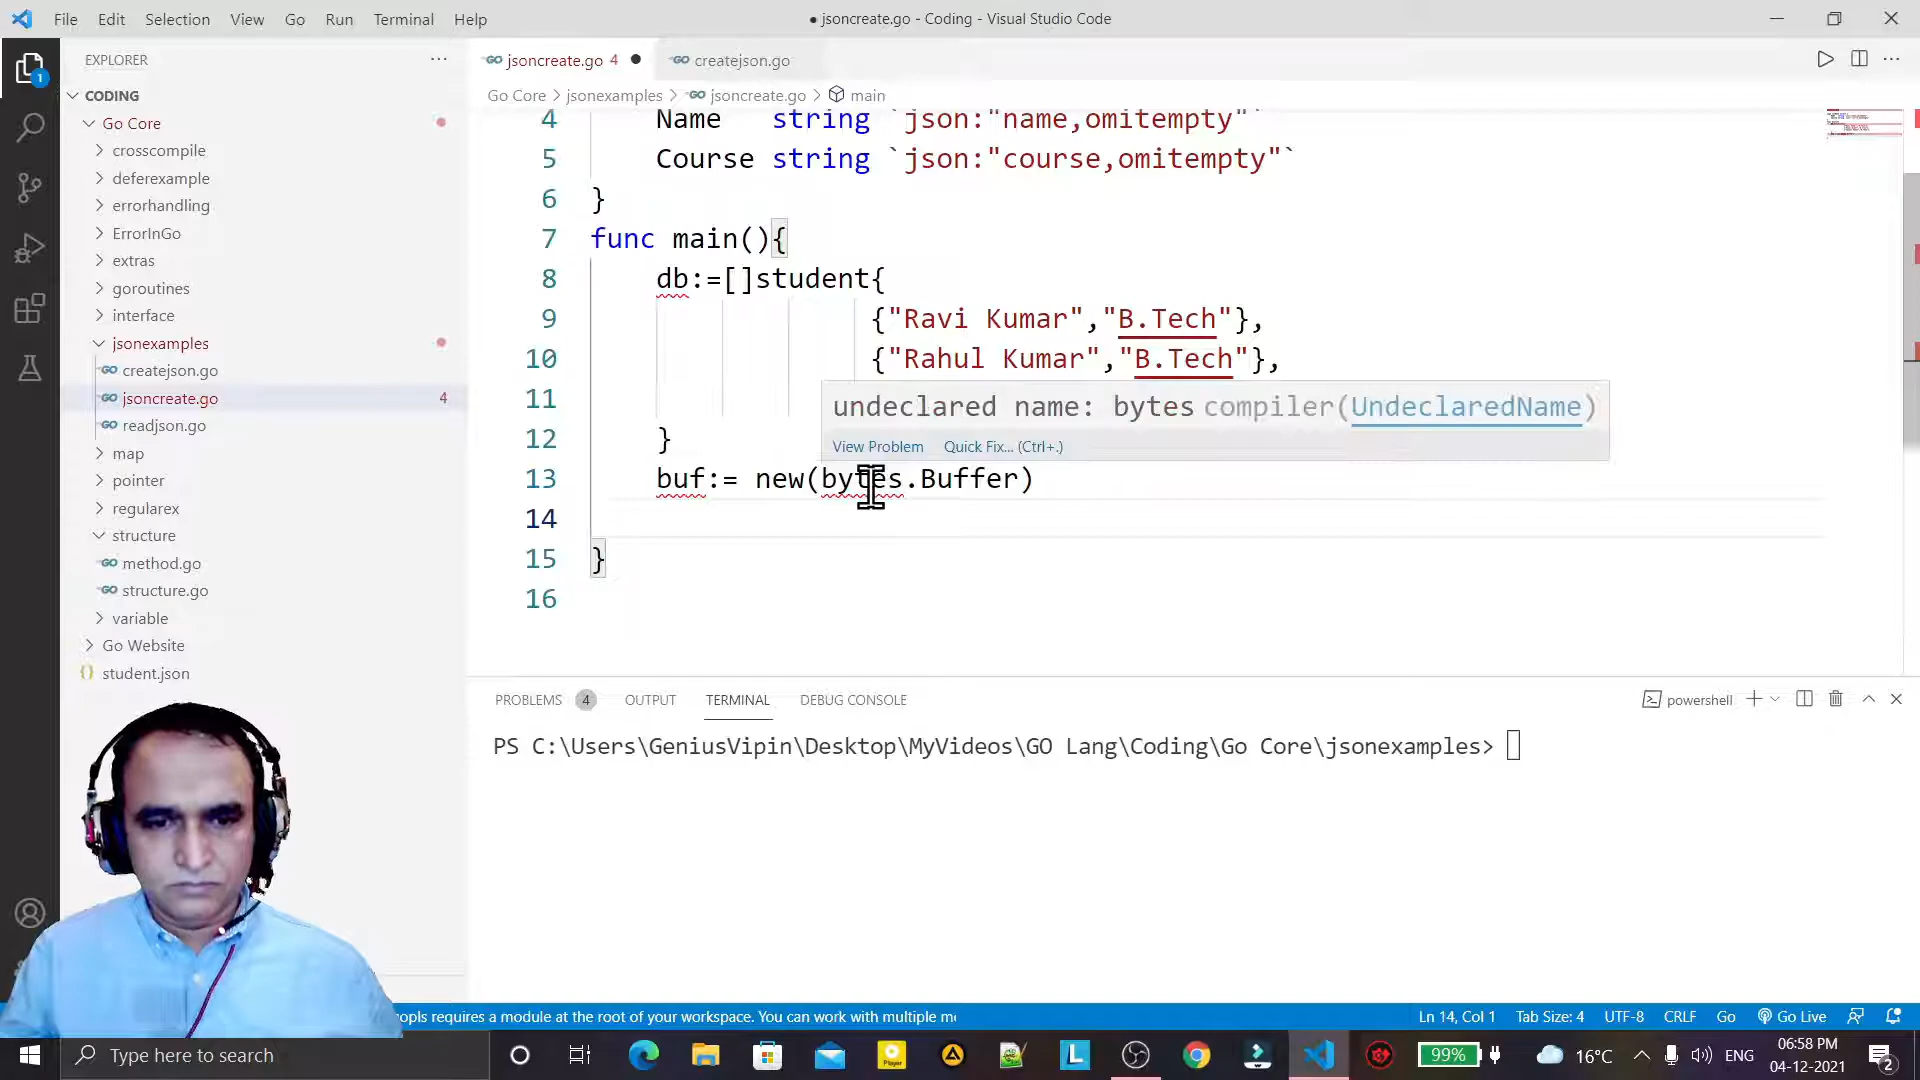 File Edit Selection View Go Run Terminal Help
● jsoncreate.go - Coding - Visual Studio Code
EXPLORER
jsoncreate.go 4
createjson.go
CODING
Go Core > jsonexamples > jsoncreate.go > main
Go Core
crosscompile
deferexample
errorhandling
ErrorInGo
extras
goroutines
interface
jsonexamples
createjson.go
jsoncreate.go 4
readjson.go
map
pointer
regularex
structure
method.go
structure.go
variable
Go Website
student.json
4 Name string `json:"name,omitempty"`
5 Course string `json:"course,omitempty"`
6 }
7 func main(){
8 db:=[]student{
9 {"Ravi Kumar","B.Tech"},
10 {"Rahul Kumar","B.Tech"},
11
undeclared name: bytes compiler(UndeclaredName)
View Problem Quick Fix... (Ctrl+.)
12 }
13 buf:= new(bytes.Buffer)
14
15 }
16
PROBLEMS 4 OUTPUT TERMINAL DEBUG CONSOLE
powershell
PS C:\Users\GeniusVipin\Desktop\MyVideos\GO Lang\Coding\Go Core\jsonexamples>
requires a module at the root of your workspace. You can work with multiple
Ln 14, Col 1 Tab Size: 4 UTF-8 CRLF Go Go Live
Type here to search
Player
99%
16°C
ENG
06:58 PM
04-12-2021
2